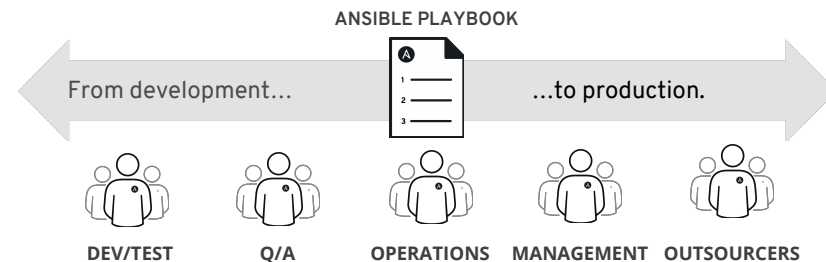 ANSIBLE PLAYBOOK
A
From development...
1
2
3
...to production.
A
A
A
A
A
DEV/TEST
Q/A
OPERATIONS
MANAGEMENT
OUTSOURCERS